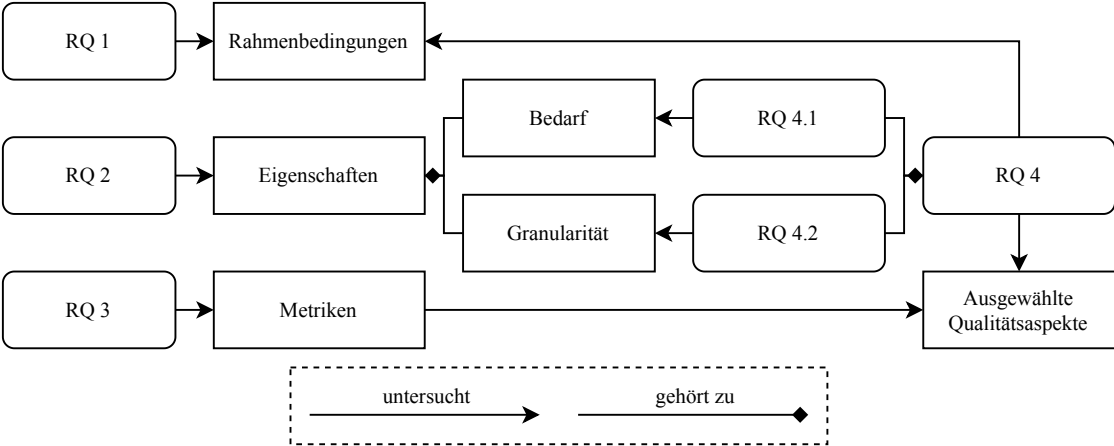 RQ 1
Rahmenbedingungen
Bedarf
RQ 4.1
RQ 2
Eigenschaften
RQ 4
Granularität
RQ 4.2
RQ 3
Metriken
Ausgewählte
Qualitätsaspekte
untersucht
gehört zu